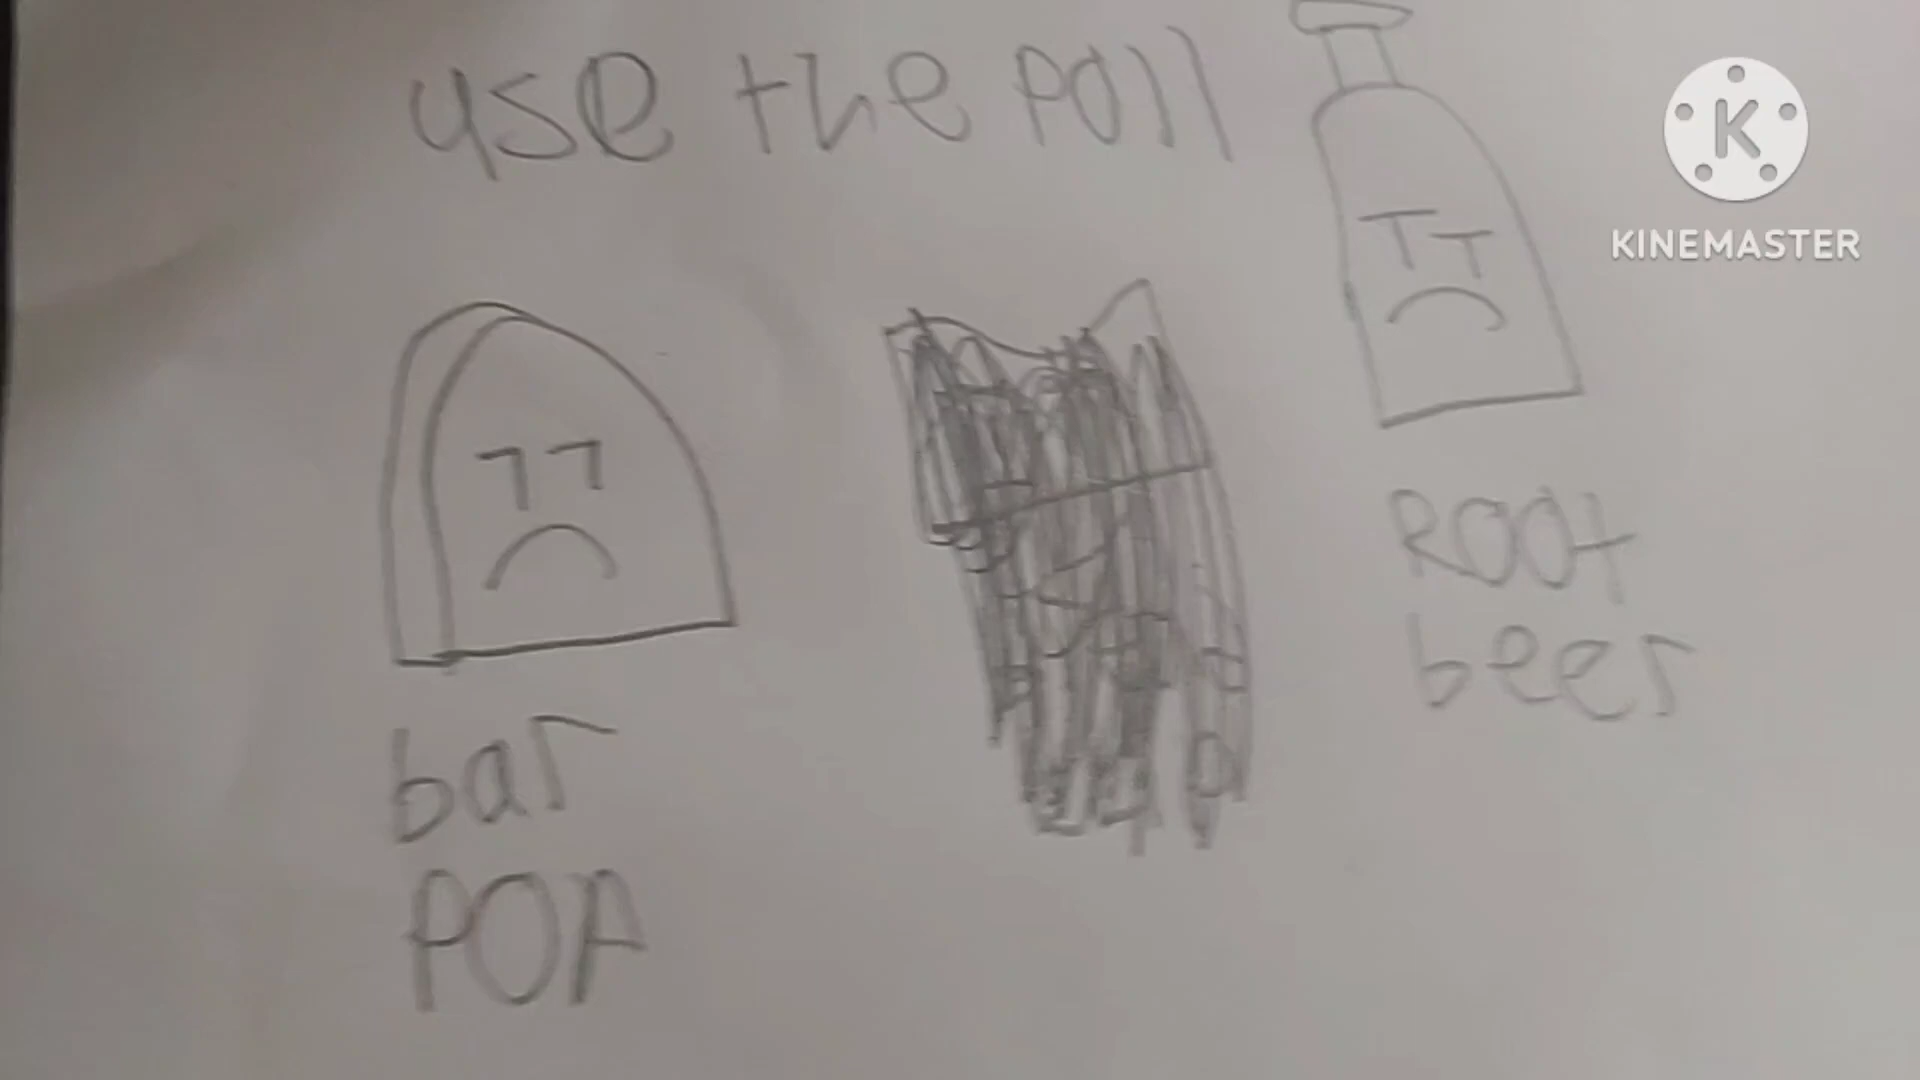 use the poll
bar
POP
ROOt
beer
K
KINEMASTER